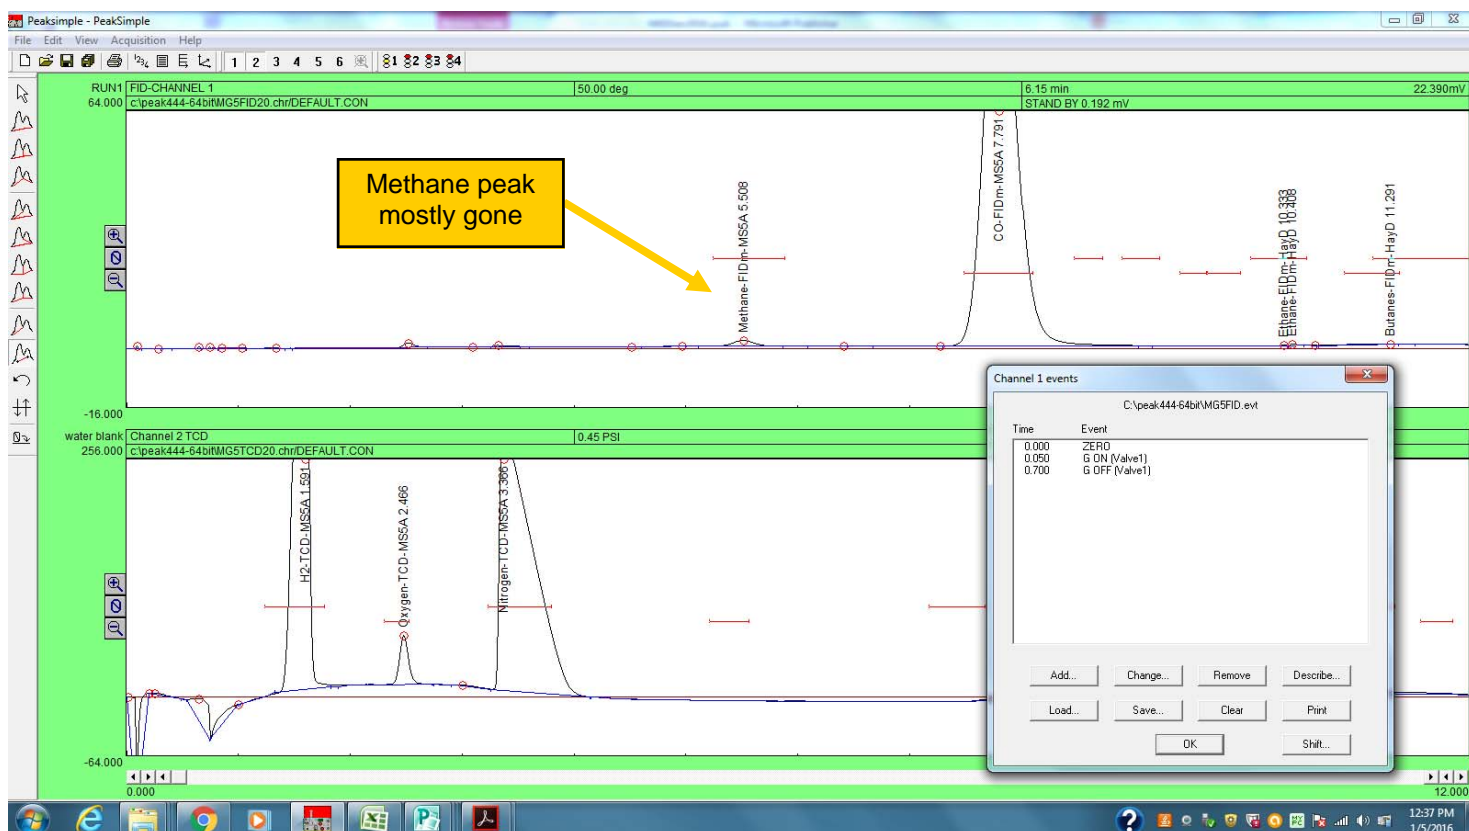 Peaksimple - PeakSimple
File Edit View Acquisition Help
1 2 3 4 5 6 1 2 3 4
RUN1 FID-CHANNEL 1 50.00 deg 6.15 min 22.390mV
64.000 c:\peak444-64bit\MG5FID20.chr/DEFAULT.CON STAND BY 0.192 mV
Methane peak
mostly gone
Methane-FIDm-MS5A 5.508
CO-FIDm-MS5A 7.791
Ethane-FIDm-HayD 10.333
Ethane-FIDm-HayD 10.408
Butanes-FIDm-HayD 11.291
-16.000
water blank Channel 2 TCD 0.45 PSI
256.000 c:\peak444-64bit\MG5TCD20.chr/DEFAULT.CON
H2-TCD-MS5A 1.591
Oxygen-TCD-MS5A 2.466
Nitrogen-TCD-MS5A 3.366
-64.000
0.000 12.000
Channel 1 events
C:\peak444-64bit\MG5FID.evt
Time Event
0.000 ZERO
0.050 G ON (Valve1)
0.700 G OFF (Valve1)
Add... Change... Remove Describe...
Load... Save... Clear Print
OK Shift...
12:37 PM
1/5/2016